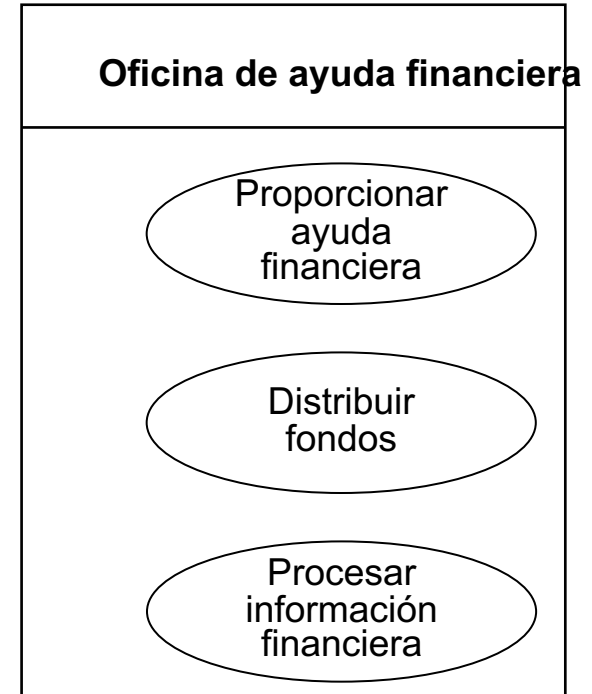 Oficina de ayuda financiera
Proporcionar
ayuda
financiera
Distribuir
fondos
Procesar
información
financiera